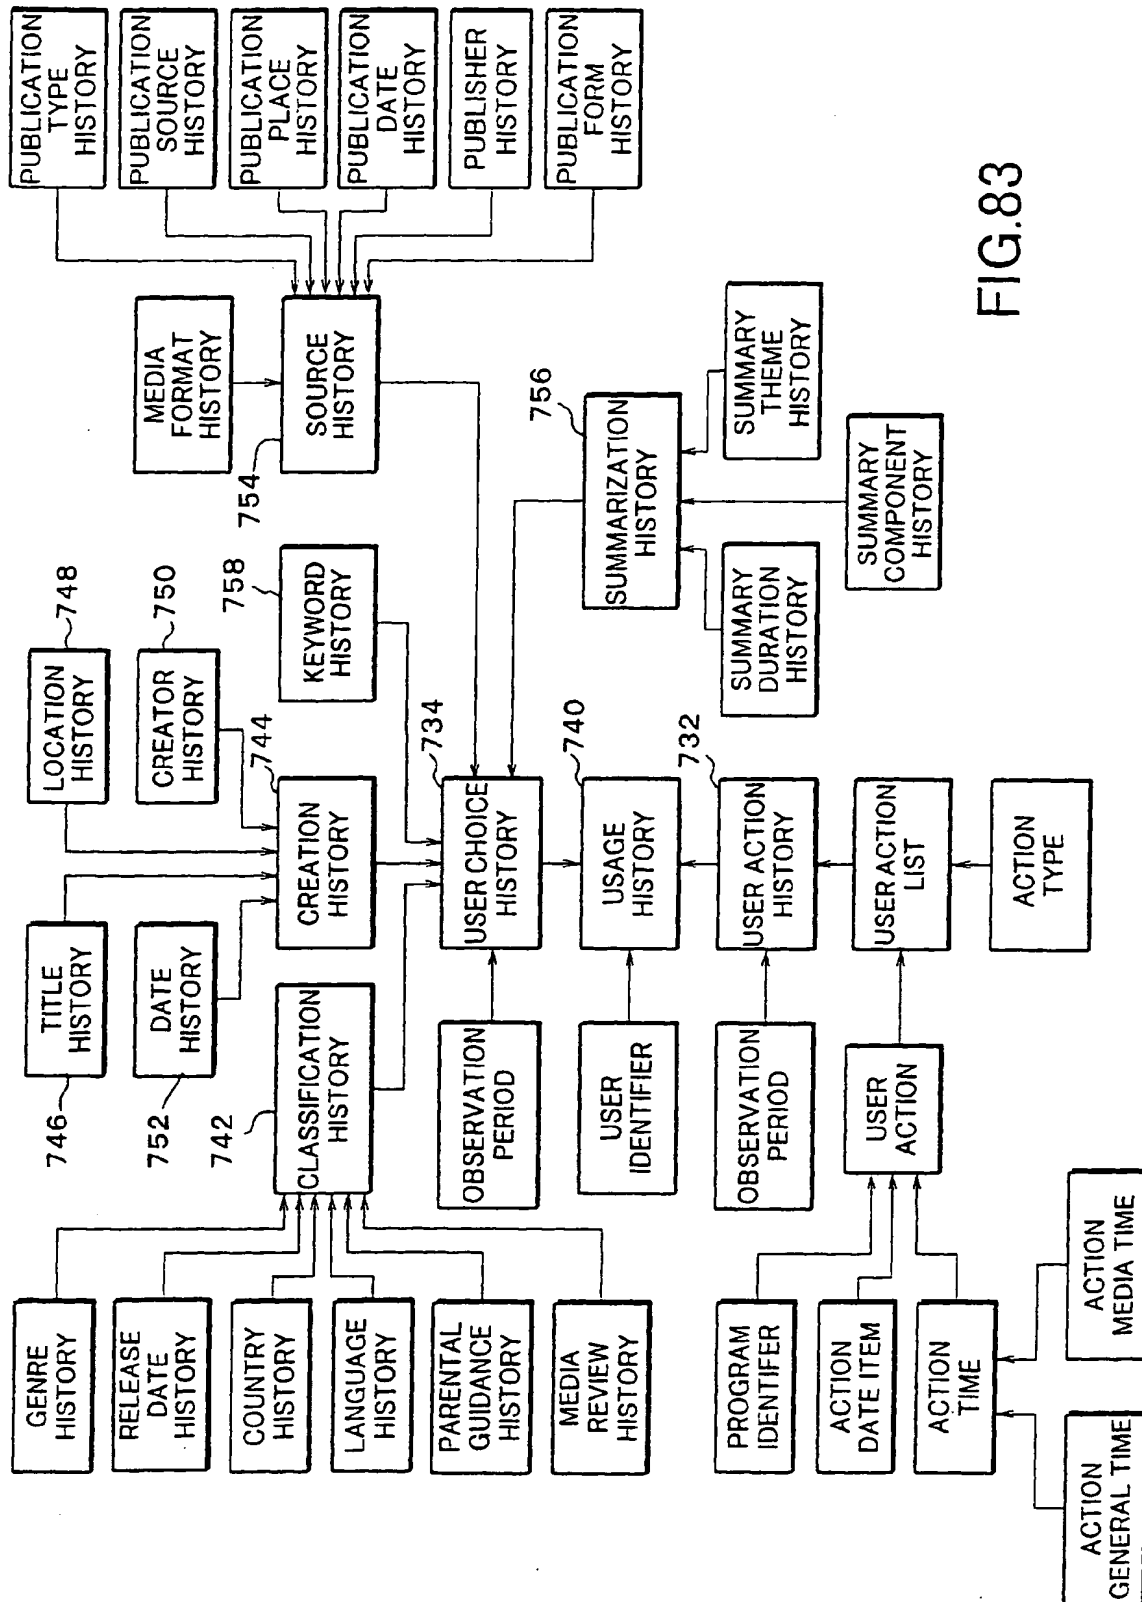 GENRE
HISTORY
RELEASE
DATE
HISTORY
COUNTRY
HISTORY
LANGUAGE
HISTORY
PARENTAL
GUIDANCE
HISTORY
MEDIA
REVIEW
HISTORY
PROGRAM
IDENTIFER
ACTION
DATE ITEM
ACTION
TIME
ACTION
GENERAL TIME
ACTION
MEDIA TIME
746
TITLE
HISTORY
752
DATE
HISTORY
742
CLASSIFICATION
HISTORY
OBSERVATION
PERIOD
USER
IDENTIFIER
OBSERVATION
PERIOD
USER
ACTION
LOCATION
HISTORY
748
CREATOR
HISTORY
750
CREATION
HISTORY
744
USER CHOICE
HISTORY
734
USAGE
HISTORY
740
USER ACTION
HISTORY
732
USER ACTION
LIST
ACTION
TYPE
KEYWORD
HISTORY
758
MEDIA
FORMAT
HISTORY
SOURCE
HISTORY
754
SUMMARIZATION
HISTORY
756
SUMMARY
DURATION
HISTORY
SUMMARY
COMPONENT
HISTORY
SUMMARY
THEME
HISTORY
PUBLICATION
TYPE
HISTORY
PUBLICATION
SOURCE
HISTORY
PUBLICATION
PLACE
HISTORY
PUBLICATION
DATE
HISTORY
PUBLISHER
HISTORY
PUBLICATION
FORM
HISTORY
FIG.83